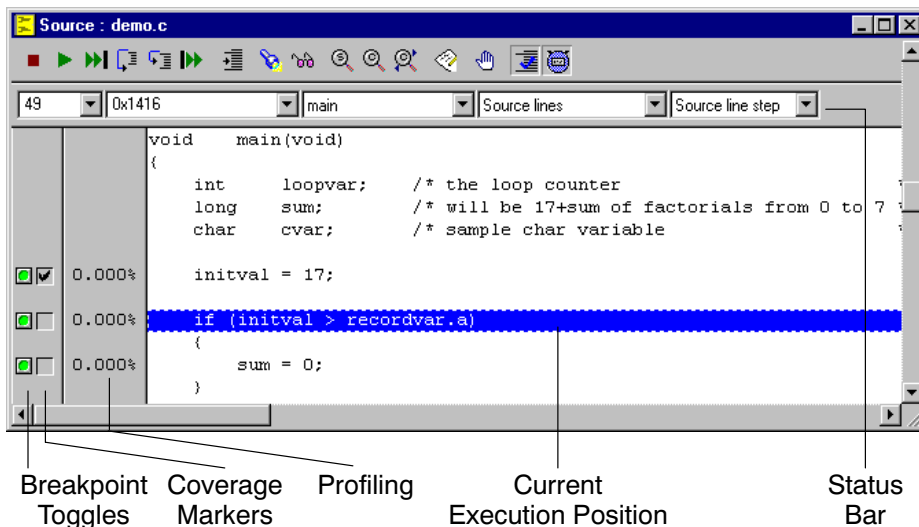 Source : demo.c
49 0x1416 main Source lines Source line step
void main(void)
{
int loopvar; /* the loop counter *
long sum; /* will be 17+sum of factorials from 0 to 7 *
char cvar; /* sample char variable *
0.000% initval = 17;
0.000% if (initval > recordvar.a)
{
0.000% sum = 0;
}
Breakpoint Toggles
Coverage Markers
Profiling
Current Execution Position
Status Bar